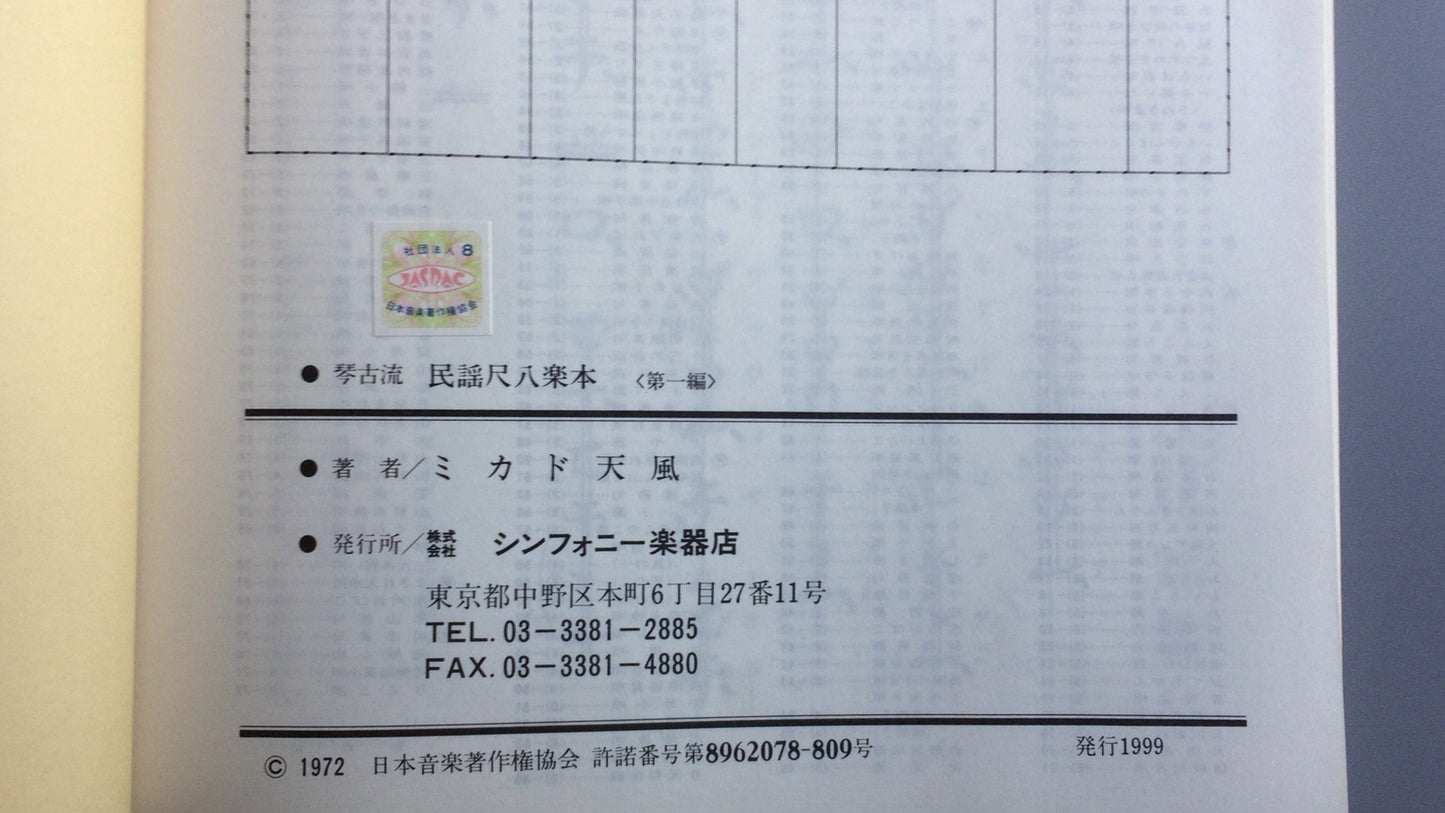 社団法人 8
JASRAC
日本音楽著作権協会
● 琴古流 民謡尺八楽本 〈第一編〉
● 著 者／ミ カ ド 天 風
● 発行所／株式会社 シンフォニー楽器店
東京都中野区本町6丁目27番11号
TEL. 03－3381－2885
FAX. 03－3381－4880
© 1972 日本音楽著作権協会 許諾番号第8962078-809号
発行1999